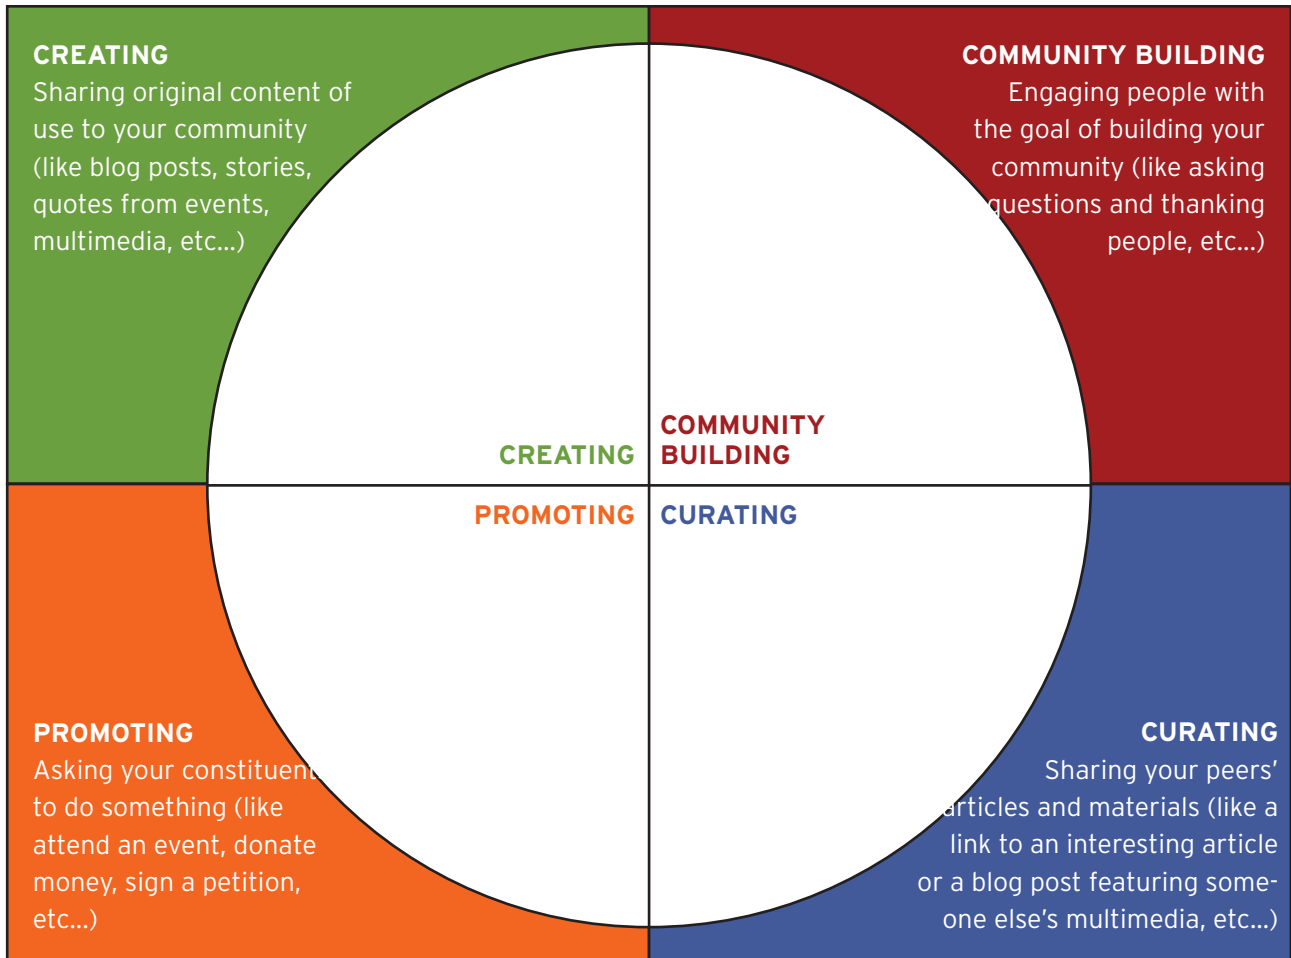 CREATING
Sharing original content of
use to your community
(like blog posts, stories,
quotes from events,
multimedia, etc...)
COMMUNITY BUILDING
Engaging people with
the goal of building your
community (like asking
questions and thanking
people, etc...)
CREATING
COMMUNITY
BUILDING
PROMOTING
CURATING
PROMOTING
Asking your constituent
to do something (like
attend an event, donate
money, sign a petition,
etc...)
CURATING
Sharing your peers’
articles and materials (like a
link to an interesting article
or a blog post featuring some-
one else’s multimedia, etc...)